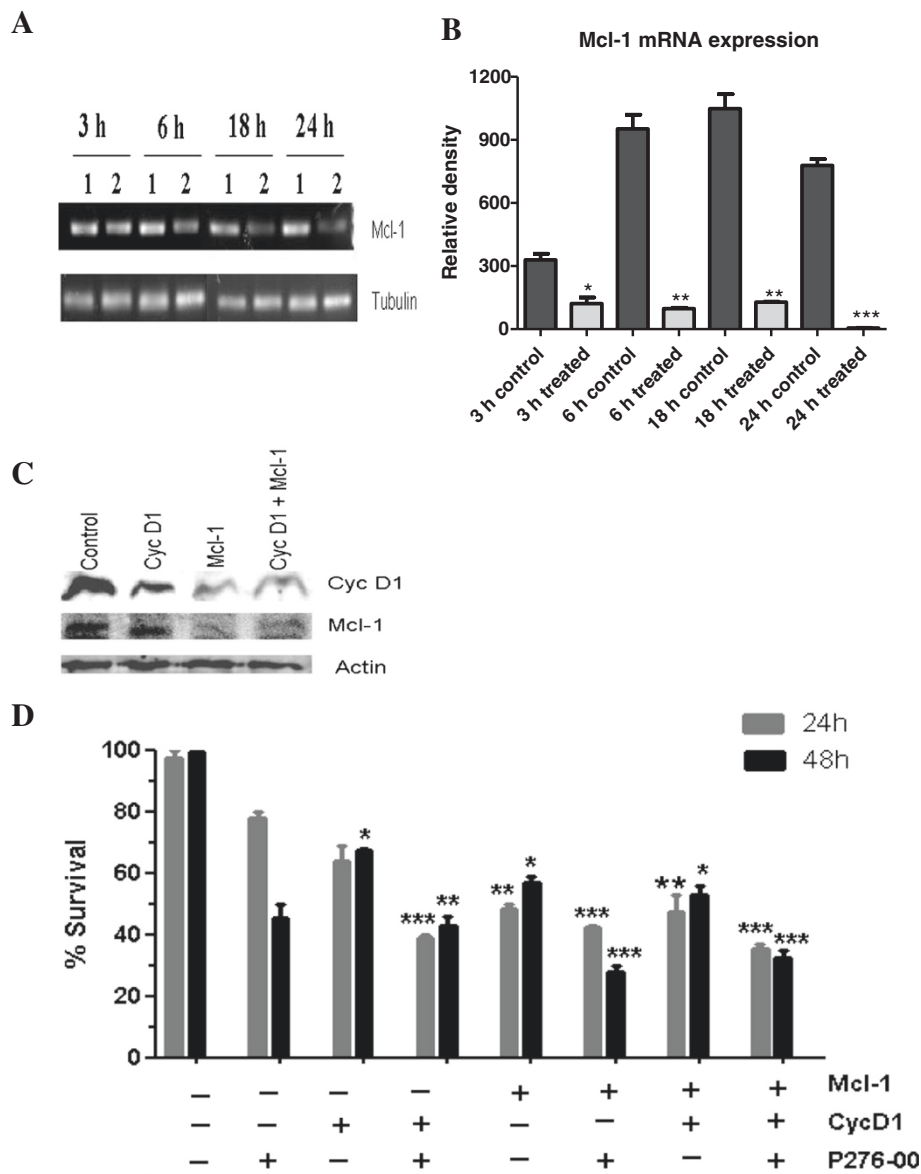 A
3 h 6 h 18 h 24 h
1 2 1 2 1 2 1 2
Mcl-1
Tubulin
B
Mcl-1 mRNA expression
Relative density
1200
900
600
300
0
* ** ** ***
3 h control
3 h treated
6 h control
6 h treated
18 h control
18 h treated
24 h control
24 h treated
C
Control
Cyc D1
Mcl-1
Cyc D1 + Mcl-1
Cyc D1
Mcl-1
Actin
D
24h
48h
% Survival
100
80
60
40
20
0
* *** ** ** * *** *** ** * *** ***
– – – – + + + + Mcl-1
– – + + – – + + CycD1
– + – + – + – + P276-00